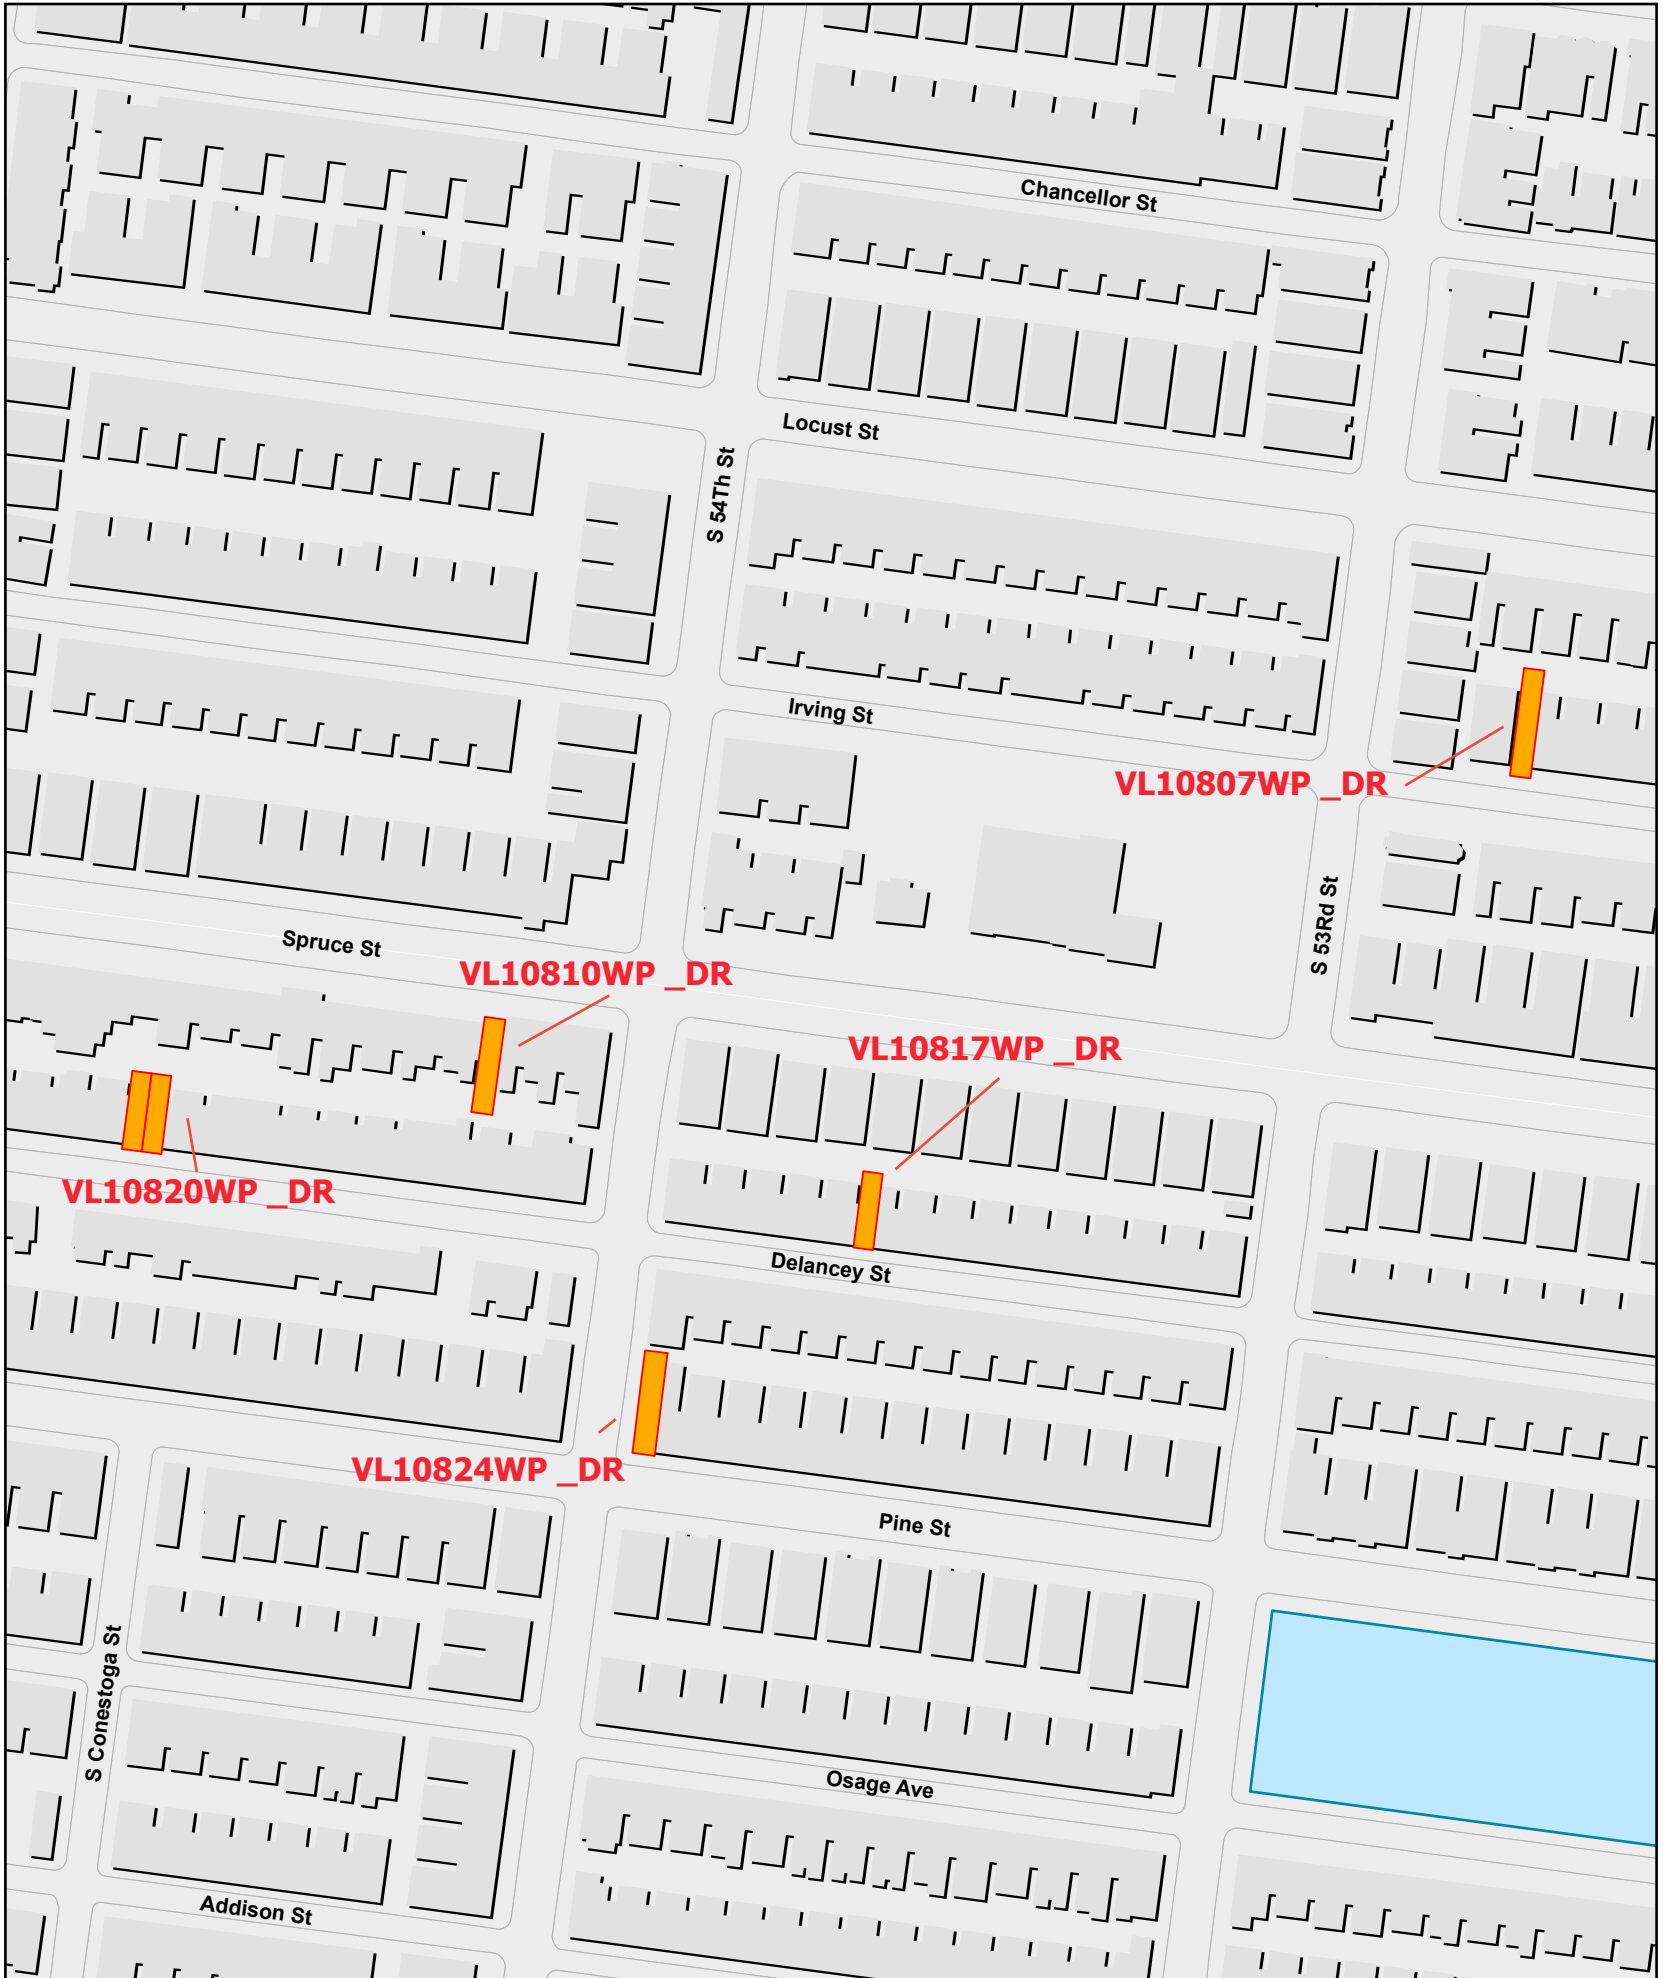 Chancellor St
Locust St
S 54Th St
Irving St
VL10807WP _DR
S 53Rd St
Spruce St
VL10810WP _DR
VL10817WP _DR
VL10820WP _DR
Delancey St
VL10824WP _DR
Pine St
S Conestoga St
Osage Ave
Addison St